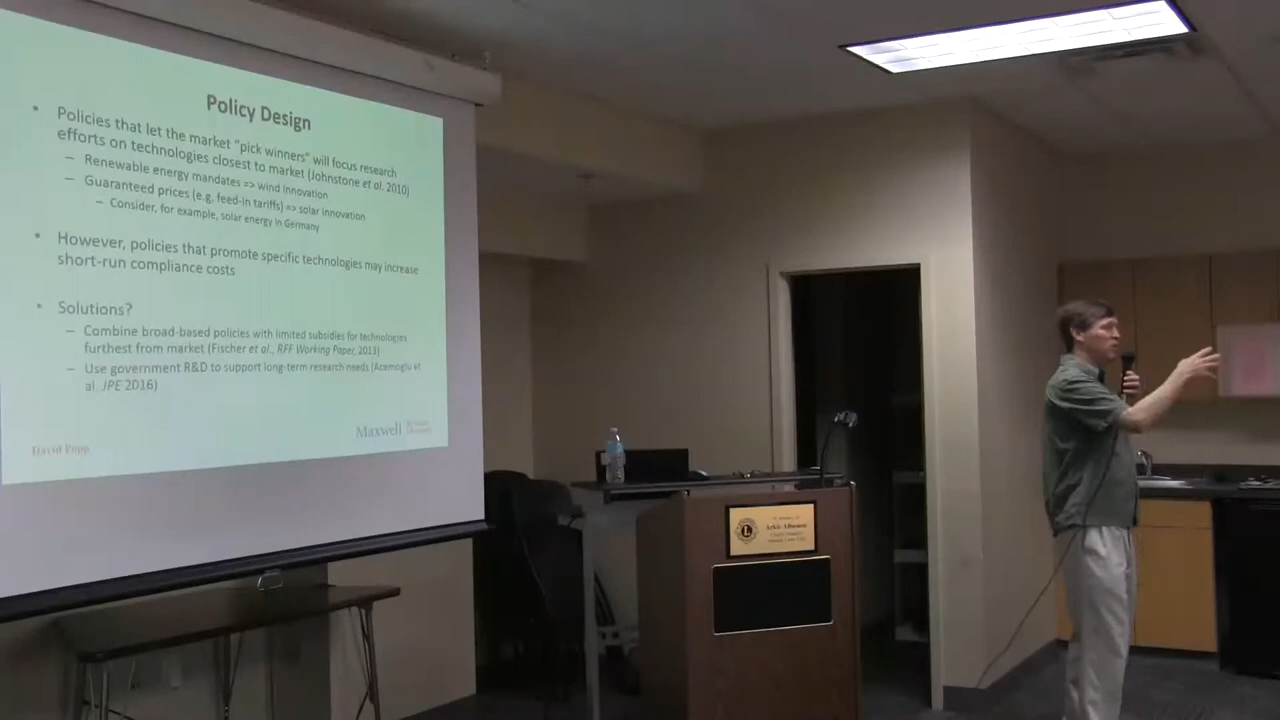 Policy Design
• Policies that let the market "pick winners" will focus research
efforts on technologies closest to market (Johnstone et al. 2010)
– Renewable energy mandates => wind innovation
– Guaranteed prices (e.g. feed-in tariffs) => solar innovation
– Consider, for example, solar energy in Germany
• However, policies that promote specific technologies may increase
short-run compliance costs
• Solutions?
– Combine broad-based policies with limited subsidies for technologies
furthest from market (Fischer et al., RFF Working Paper, 2013)
– Use government R&D to support long-term research needs (Acemoglu et
al. JPE 2016)
David Popp
Maxwell
L